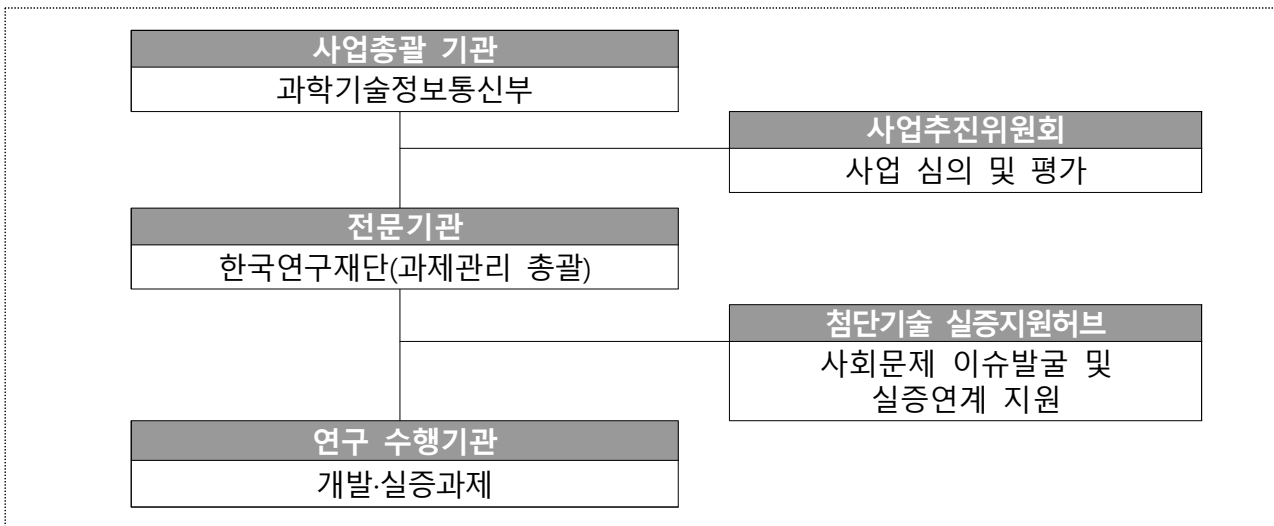 사업총괄 기관
과학기술정보통신부
사업추진위원회
사업 심의 및 평가
전문기관
한국연구재단(과제관리 총괄)
첨단기술 실증지원허브
사회문제 이슈발굴 및
실증연계 지원
연구 수행기관
개발·실증과제